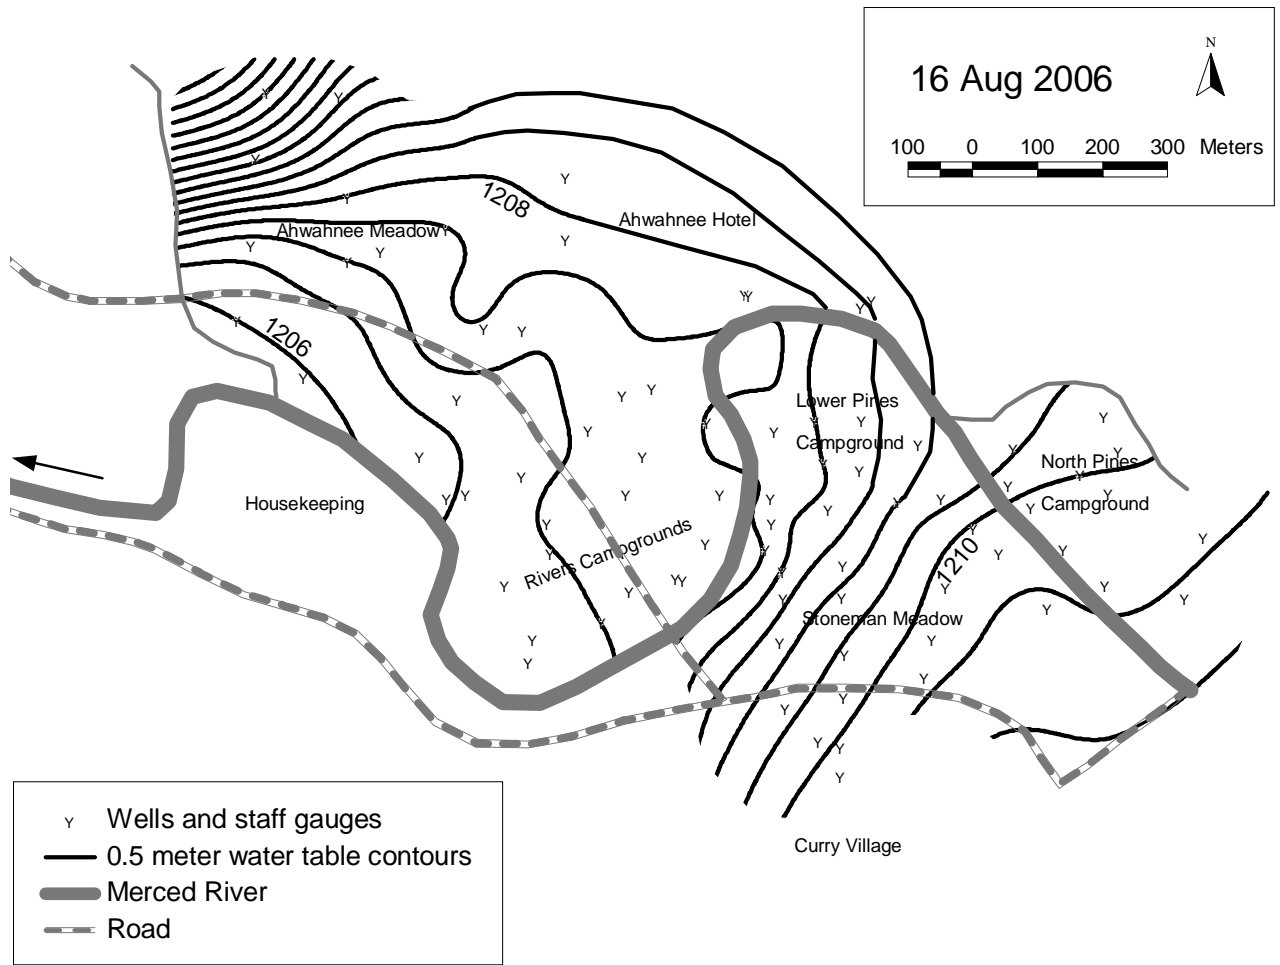 N
16 Aug 2006
100 0 100 200 300 Meters
1208
Ahwahnee Hotel
Ahwahnee Meadow
1206
Lower Pines
Campground
North Pines
Campground
Housekeeping
Rivers Campgrounds
1210
Stoneman Meadow
Curry Village
Y Wells and staff gauges
0.5 meter water table contours
Merced River
Road